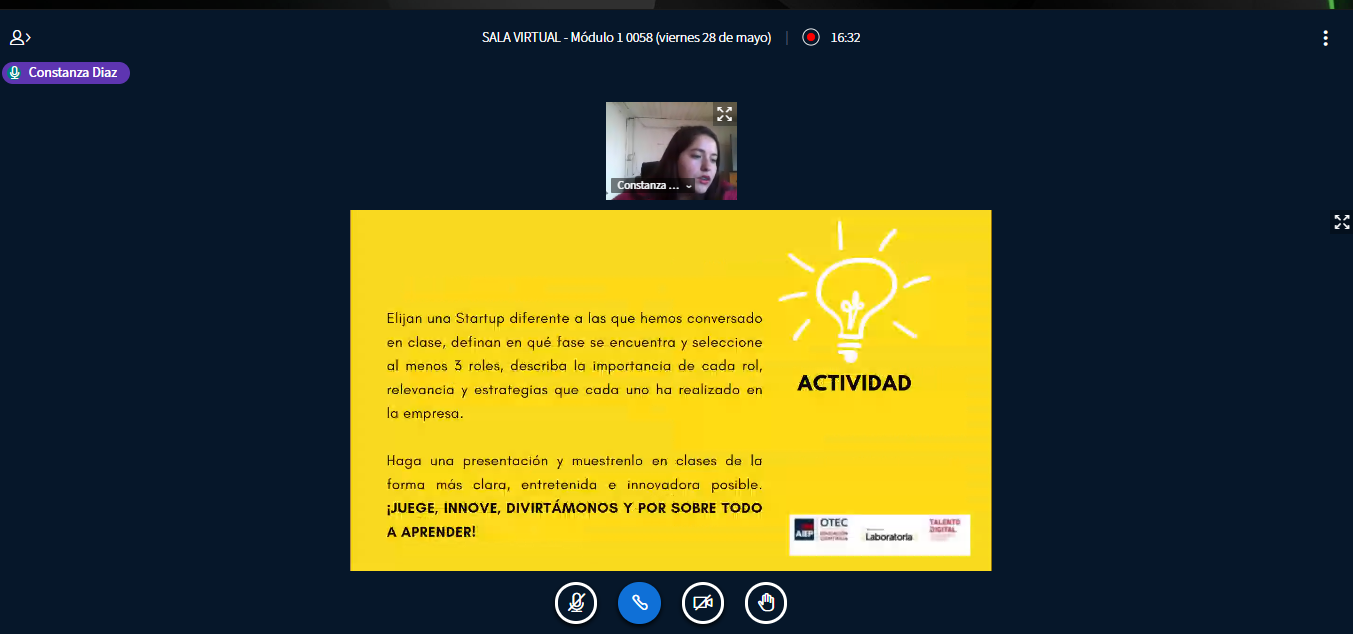 SALA VIRTUAL - Módulo 1 0058 (viernes 28 de mayo)
16:32
Constanza Diaz
Constanza ...
Elijan una Startup diferente a las que hemos conversado
en clase, definan en qué fase se encuentra y seleccione
al menos 3 roles, describa la importancia de cada rol,
relevancia y estrategias que cada uno ha realizado en
la empresa.
Haga una presentación y muestrenlo en clases de la
forma más clara, entretenida e innovadora posible.
¡JUEGE, INNOVE, DIVIRTÁMONOS Y POR SOBRE TODO
A APRENDER!
ACTIVIDAD
AIEP
OTEC
Laboratoria
TALENTO
DIGITAL